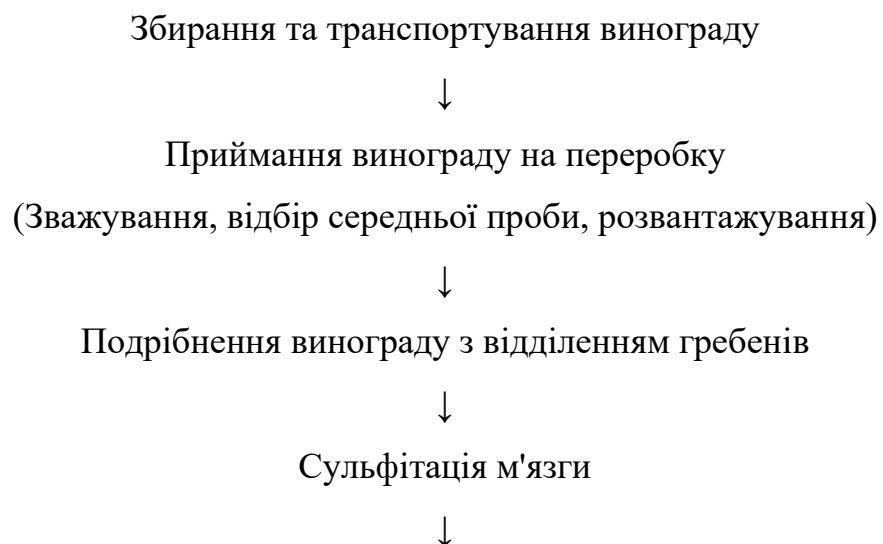 Збирання та транспортування винограду
↓
Приймання винограду на переробку
(Зважування, відбір середньої проби, розвантажування)
↓
Подрібнення винограду з відділенням гребенів
↓
Сульфітація м'язги
↓